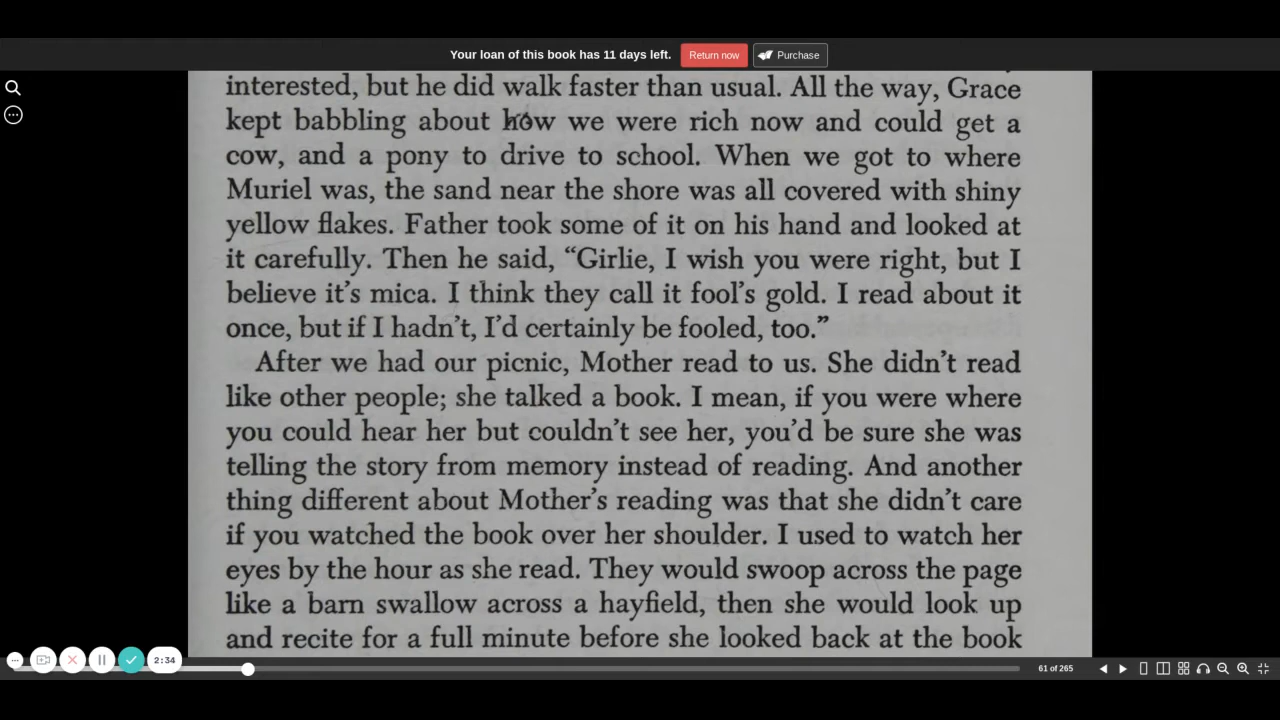 Your loan of this book has 11 days left. Return now Purchase
interested, but he did walk faster than usual. All the way, Grace
kept babbling about how we were rich now and could get a
cow, and a pony to drive to school. When we got to where
Muriel was, the sand near the shore was all covered with shiny
yellow flakes. Father took some of it on his hand and looked at
it carefully. Then he said, “Girlie, I wish you were right, but I
believe it’s mica. I think they call it fool’s gold. I read about it
once, but if I hadn’t, I’d certainly be fooled, too.”
After we had our picnic, Mother read to us. She didn’t read
like other people; she talked a book. I mean, if you were where
you could hear her but couldn’t see her, you’d be sure she was
telling the story from memory instead of reading. And another
thing different about Mother’s reading was that she didn’t care
if you watched the book over her shoulder. I used to watch her
eyes by the hour as she read. They would swoop across the page
like a barn swallow across a hayfield, then she would look up
and recite for a full minute before she looked back at the book
2:34
61 of 265